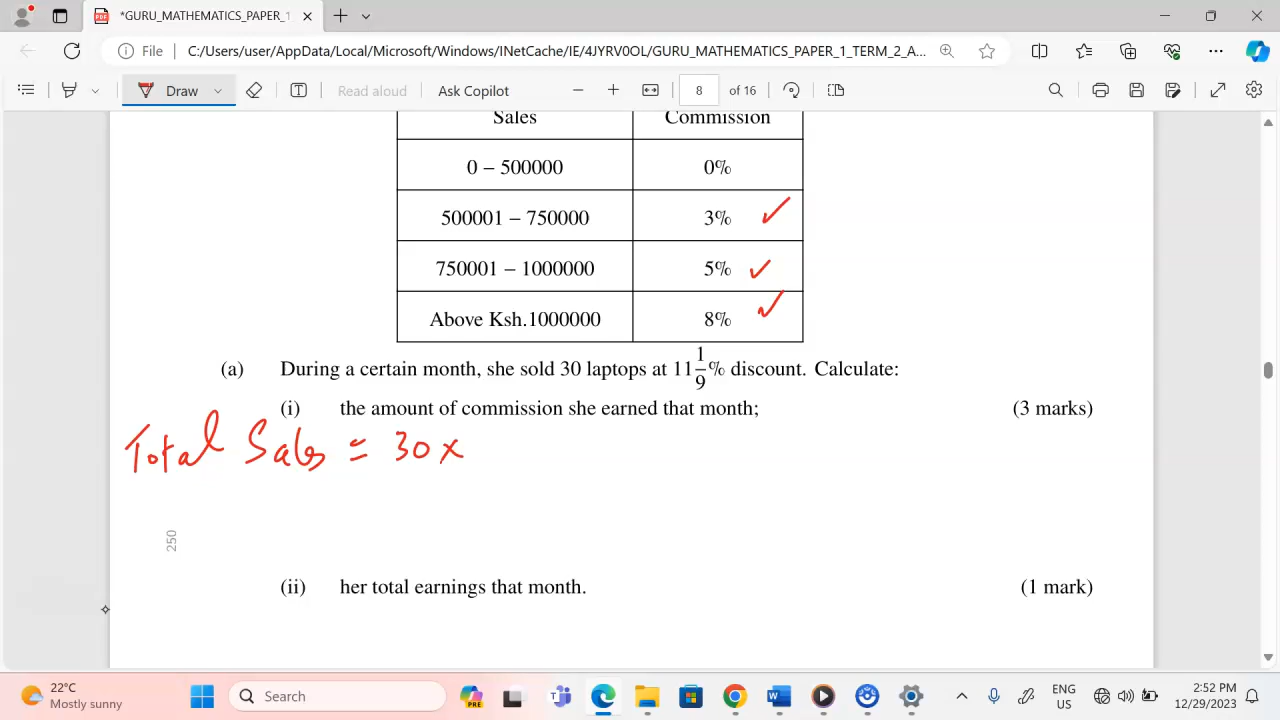 *GURU_MATHEMATICS_PAPER_1
File C:/Users/user/AppData/Local/Microsoft/Windows/INetCache/IE/4JYRV0OL/GURU_MATHEMATICS_PAPER_1_TERM_2_A...
Draw Read aloud Ask Copilot 8 of 16
Sales Commission
0 – 500000 0%
500001 – 750000 3%
750001 – 1000000 5%
Above Ksh.1000000 8%
(a) During a certain month, she sold 30 laptops at 11 1/9% discount. Calculate:
(i) the amount of commission she earned that month; (3 marks)
Total Sales = 30 x
250
(ii) her total earnings that month. (1 mark)
22°C
Mostly sunny
Search
PRE
ENG
US
2:52 PM
12/29/2023